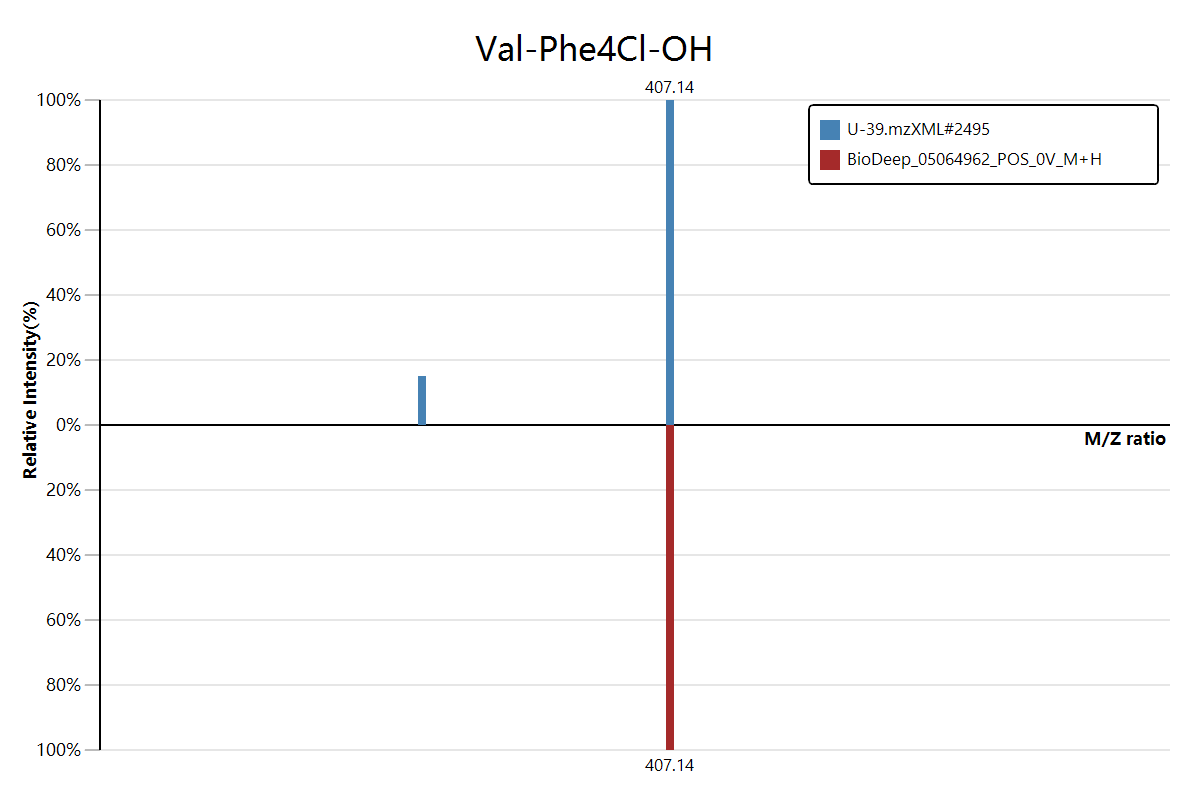 Val-Phe4Cl-OH
407.14
U-39.mzXML#2495
BioDeep_05064962_POS_0V_M+H
100%
80%
60%
40%
20%
0%
20%
40%
60%
80%
100%
Relative Intensity(%)
M/Z ratio
407.14